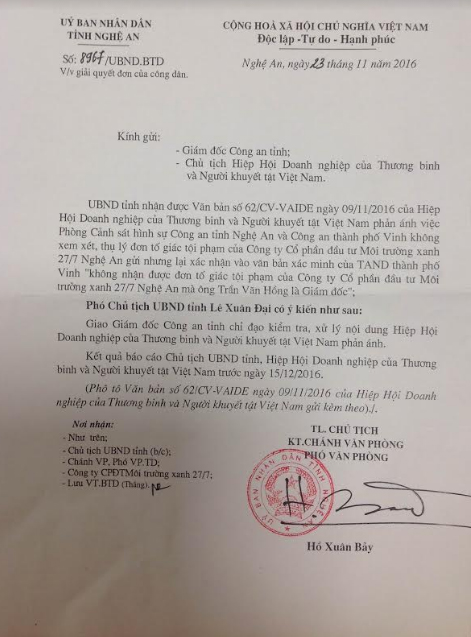 UỶ BAN NHÂN DÂN
TỈNH NGHỆ AN
CỘNG HOÀ XÃ HỘI CHỦ NGHĨA VIỆT NAM
Độc lập -Tự do - Hạnh phúc
Số: 8967/UBND.BTD
V/v giải quyết đơn của công dân.
Nghệ An, ngày 23 tháng 11 năm 2016
Kính gửi:
- Giám đốc Công an tỉnh;
- Chủ tịch Hiệp Hội Doanh nghiệp của Thương binh
và Người khuyết tật Việt Nam.
UBND tỉnh nhận được Văn bản số 62/CV-VAIDE ngày 09/11/2016 của Hiệp
Hội Doanh nghiệp của Thương binh và Người khuyết tật Việt Nam phản ánh việc
Phòng Cảnh sát hình sự Công an tỉnh Nghệ An và Công an thành phố Vinh không
xem xét, thụ lý đơn tố giác tội phạm của Công ty Cổ phần đầu tư Môi trường xanh
27/7 Nghệ An gửi nhưng lại xác nhận vào văn bản xác minh của TAND thành phố
Vinh "không nhận được đơn tố giác tội phạm của Công ty Cổ phần đầu tư Môi
trường xanh 27/7 Nghệ An mà ông Trần Văn Hồng là Giám đốc";
Phó Chủ tịch UBND tỉnh Lê Xuân Đại có ý kiến như sau:
Giao Giám đốc Công an tỉnh chỉ đạo kiểm tra, xử lý nội dung Hiệp Hội
Doanh nghiệp của Thương binh và Người khuyết tật Việt Nam phản ánh.
Kết quả báo cáo Chủ tịch UBND tỉnh, Hiệp Hội Doanh nghiệp của Thương
binh và Người khuyết tật Việt Nam trước ngày 15/12/2016.
(Phô tô Văn bản số 62/CV-VAIDE ngày 09/11/2016 của Hiệp Hội Doanh
nghiệp của Thương binh và Người khuyết tật Việt Nam gửi kèm theo)./.
Nơi nhận:
- Như trên;
- Chủ tịch UBND tỉnh (b/c);
- Chánh VP, Phó VP.TD;
- Công ty CPĐTMôi trường xanh 27/7;
- Lưu VT.BTD (Tháng).
TL. CHỦ TỊCH
KT.CHÁNH VĂN PHÒNG
PHÓ VĂN PHÒNG
Hồ Xuân Bảy